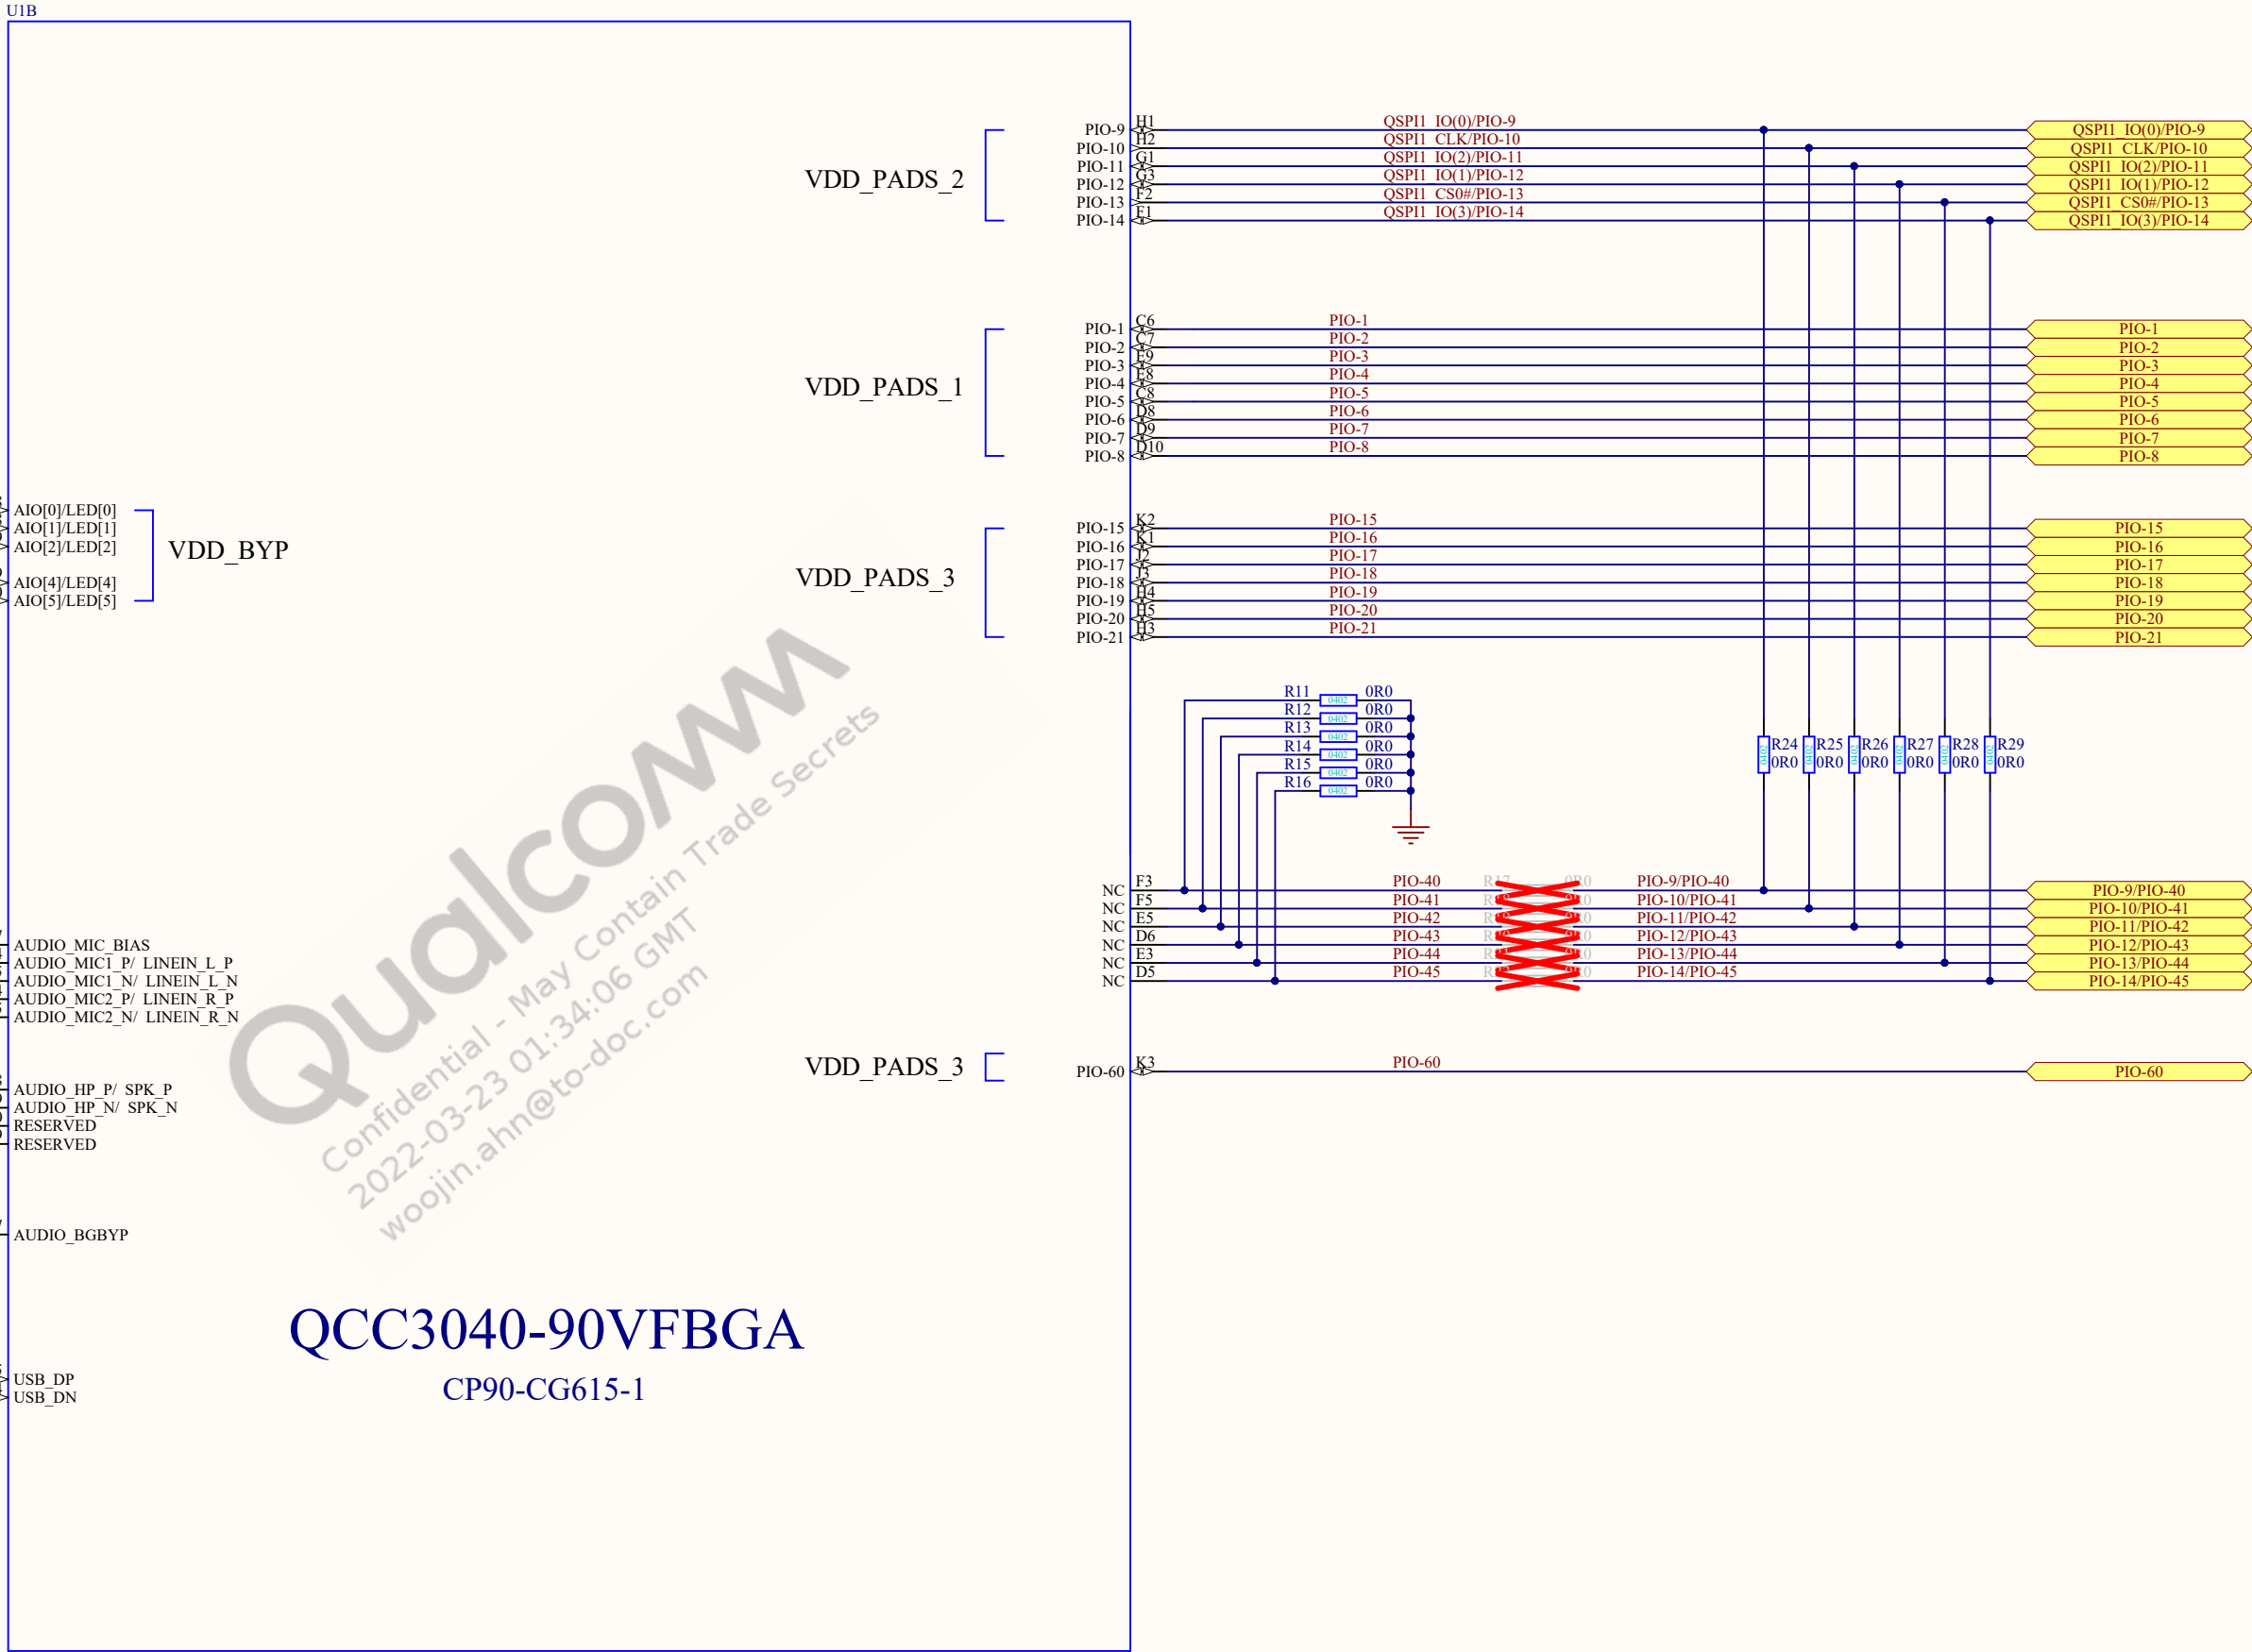 U1B
VDD_PADS_2
PIO-9 H1 QSPI1_IO(0)/PIO-9 QSPI1_IO(0)/PIO-9
PIO-10 H2 QSPI1_CLK/PIO-10 QSPI1_CLK/PIO-10
PIO-11 G1 QSPI1_IO(2)/PIO-11 QSPI1_IO(2)/PIO-11
PIO-12 G3 QSPI1_IO(1)/PIO-12 QSPI1_IO(1)/PIO-12
PIO-13 F2 QSPI1_CS0#/PIO-13 QSPI1_CS0#/PIO-13
PIO-14 F1 QSPI1_IO(3)/PIO-14 QSPI1_IO(3)/PIO-14
VDD_PADS_1
PIO-1 C6 PIO-1 PIO-1
PIO-2 C7 PIO-2 PIO-2
PIO-3 E9 PIO-3 PIO-3
PIO-4 E8 PIO-4 PIO-4
PIO-5 C8 PIO-5 PIO-5
PIO-6 D8 PIO-6 PIO-6
PIO-7 D9 PIO-7 PIO-7
PIO-8 D10 PIO-8 PIO-8
AIO[0]/LED[0]
AIO[1]/LED[1]
AIO[2]/LED[2]
AIO[4]/LED[4]
AIO[5]/LED[5]
VDD_BYP
VDD_PADS_3
PIO-15 K2 PIO-15 PIO-15
PIO-16 K1 PIO-16 PIO-16
PIO-17 J2 PIO-17 PIO-17
PIO-18 J3 PIO-18 PIO-18
PIO-19 H4 PIO-19 PIO-19
PIO-20 H5 PIO-20 PIO-20
PIO-21 H3 PIO-21 PIO-21
R11 0402 0R0
R12 0402 0R0
R13 0402 0R0
R14 0402 0R0
R15 0402 0R0
R16 0402 0R0
0402 R24 0402 R25 0402 R26 0402 R27 0402 R28 0402 R29
0R0 0R0 0R0 0R0 0R0 0R0
NC F3 PIO-40 R17 0R0 PIO-9/PIO-40 PIO-9/PIO-40
NC F5 PIO-41 PIO-10/PIO-41 PIO-10/PIO-41
NC E5 PIO-42 PIO-11/PIO-42 PIO-11/PIO-42
NC D6 PIO-43 PIO-12/PIO-43 PIO-12/PIO-43
NC E3 PIO-44 PIO-13/PIO-44 PIO-13/PIO-44
NC D5 PIO-45 PIO-14/PIO-45 PIO-14/PIO-45
AUDIO_MIC_BIAS
AUDIO_MIC1_P/ LINEIN_L_P
AUDIO_MIC1_N/ LINEIN_L_N
AUDIO_MIC2_P/ LINEIN_R_P
AUDIO_MIC2_N/ LINEIN_R_N
VDD_PADS_3
PIO-60 K3 PIO-60 PIO-60
AUDIO_HP_P/ SPK_P
AUDIO_HP_N/ SPK_N
RESERVED
RESERVED
AUDIO_BGBYP
Qualcomm
Confidential - May Contain Trade Secrets
2022-03-23 01:34:06 GMT
woojin.ahn@to-doc.com
QCC3040-90VFBGA
CP90-CG615-1
USB_DP
USB_DN